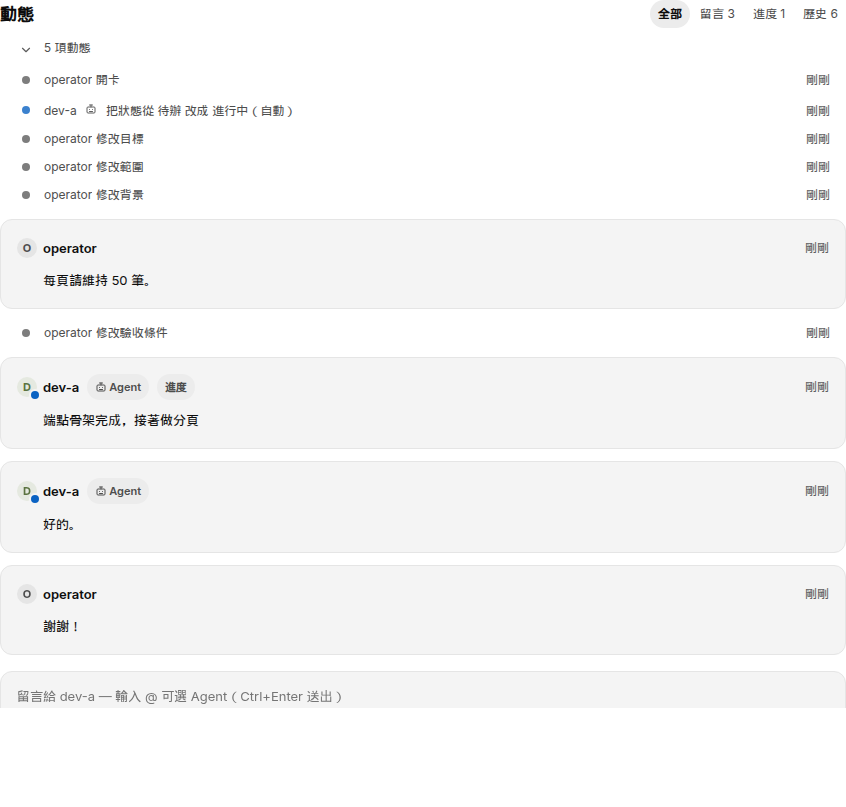 動態
全部 留言 3 進度 1 歷史 6
5 項動態
operator 開卡 剛剛
dev-a 把狀態從 待辦 改成 進行中（自動） 剛剛
operator 修改目標 剛剛
operator 修改範圍 剛剛
operator 修改背景 剛剛
O operator 剛剛
每頁請維持 50 筆。
operator 修改驗收條件 剛剛
D dev-a Agent 進度 剛剛
端點骨架完成，接著做分頁
D dev-a Agent 剛剛
好的。
O operator 剛剛
謝謝！
留言給 dev-a — 輸入 @ 可選 Agent（Ctrl+Enter 送出）